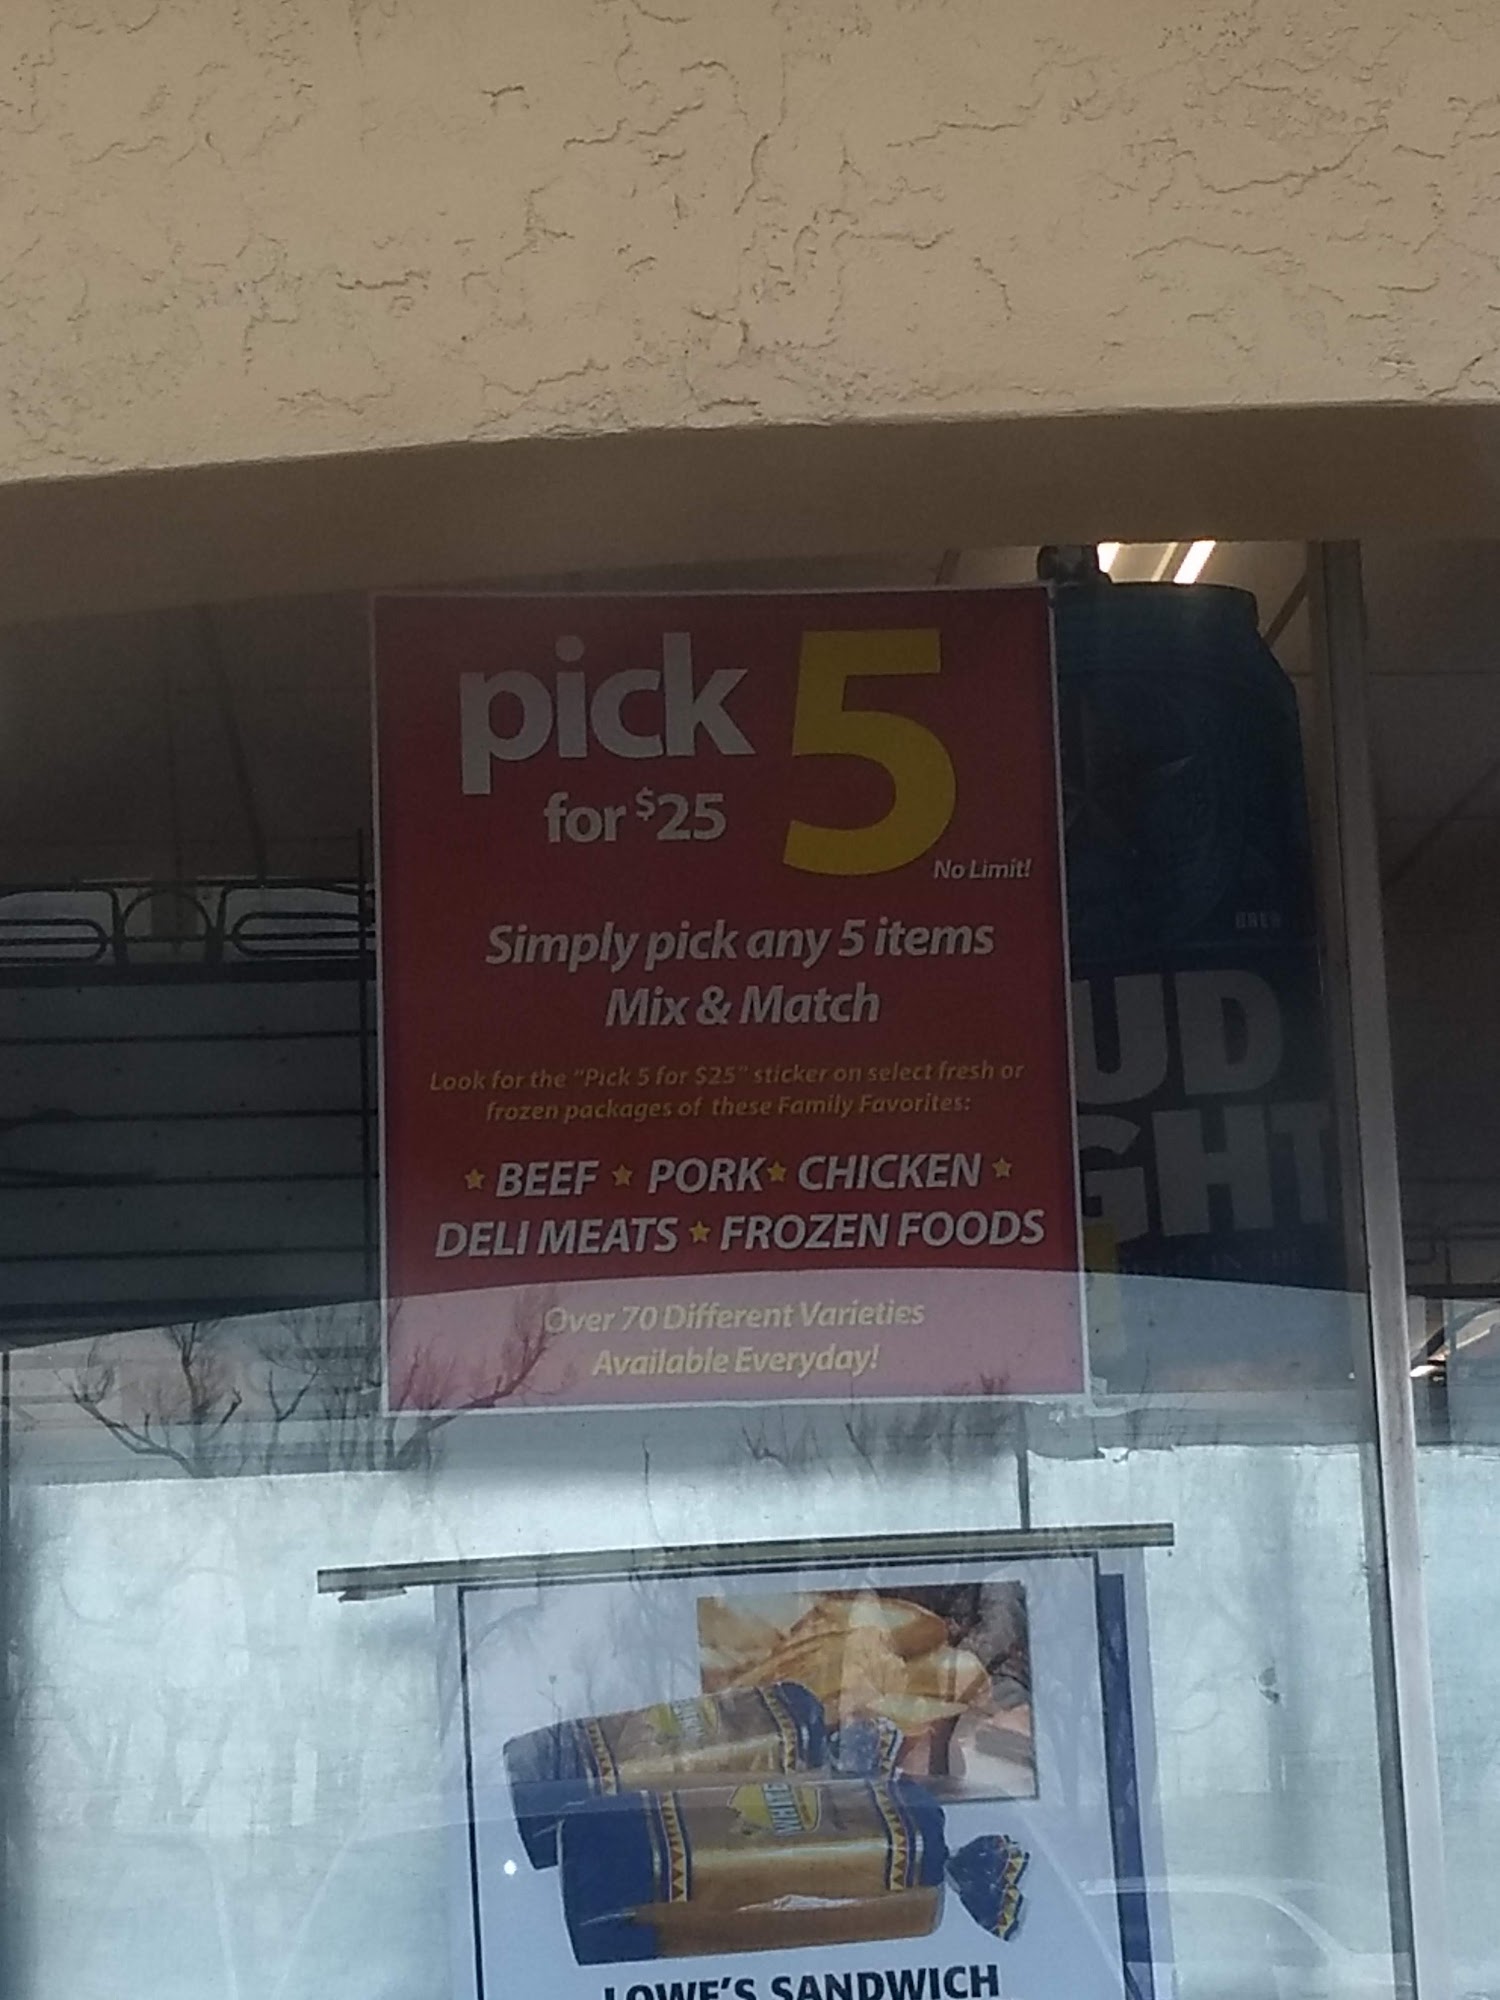 pick 5
for $25
No Limit!
Simply pick any 5 items
Mix & Match
Look for the "Pick 5 for $25" sticker on select fresh or
frozen packages of these Family Favorites:
★ BEEF ★ PORK ★ CHICKEN ★
DELI MEATS ★ FROZEN FOODS
Over 70 Different Varieties
Available Everyday!
BREW
UD
GHT
WHITE
LOWE'S SANDWICH